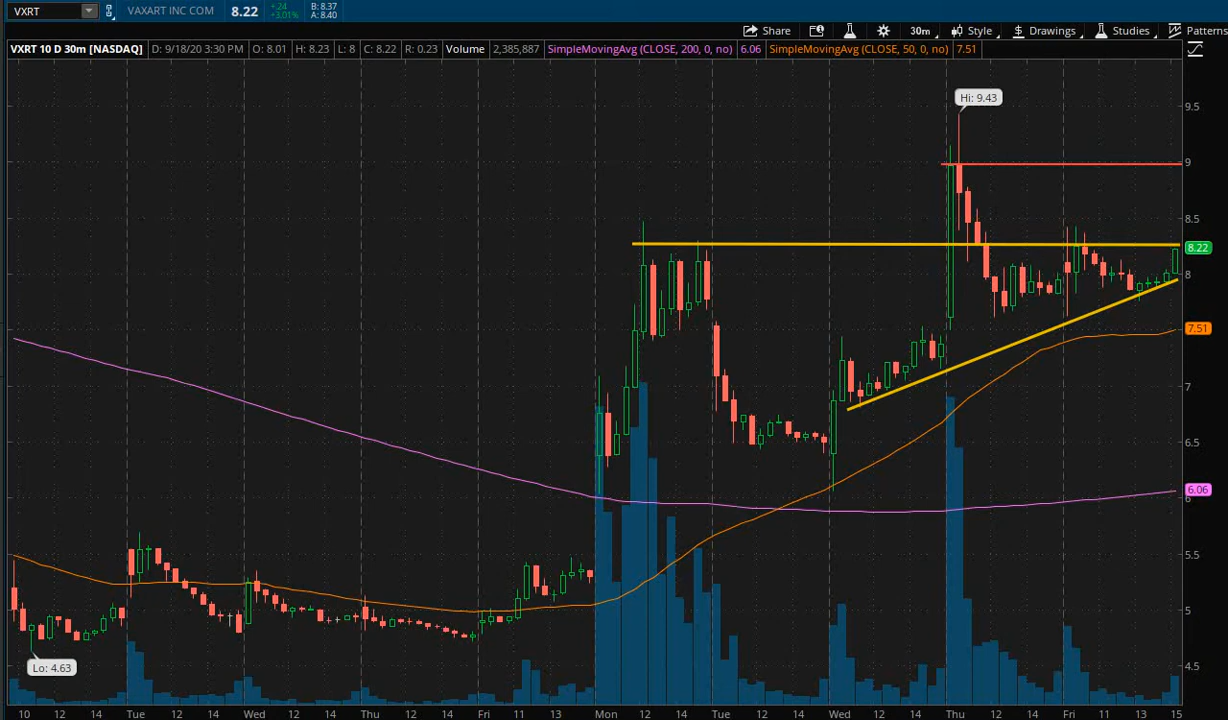 VXRT VAXART INC COM 8.22 +.24 +3.01% B: 8.37 A: 8.40
Share 30m Style Drawings Studies Patterns
VXRT 10 D 30m [NASDAQ] D: 9/18/20 3:30 PM O: 8.01 H: 8.23 L: 8 C: 8.22 R: 0.23 Volume 2,385,887 SimpleMovingAvg (CLOSE, 200, 0, no) 6.06 SimpleMovingAvg (CLOSE, 50, 0, no) 7.51
Hi: 9.43
9.5
9
8.5
8.22
8
7.51
7
6.5
6.06
6
5.5
5
Lo: 4.63
4.5
10 12 14 Tue 12 14 Wed 12 14 Thu 12 14 Fri 11 13 Mon 12 14 Tue 12 14 Wed 12 14 Thu 12 14 Fri 11 13 15